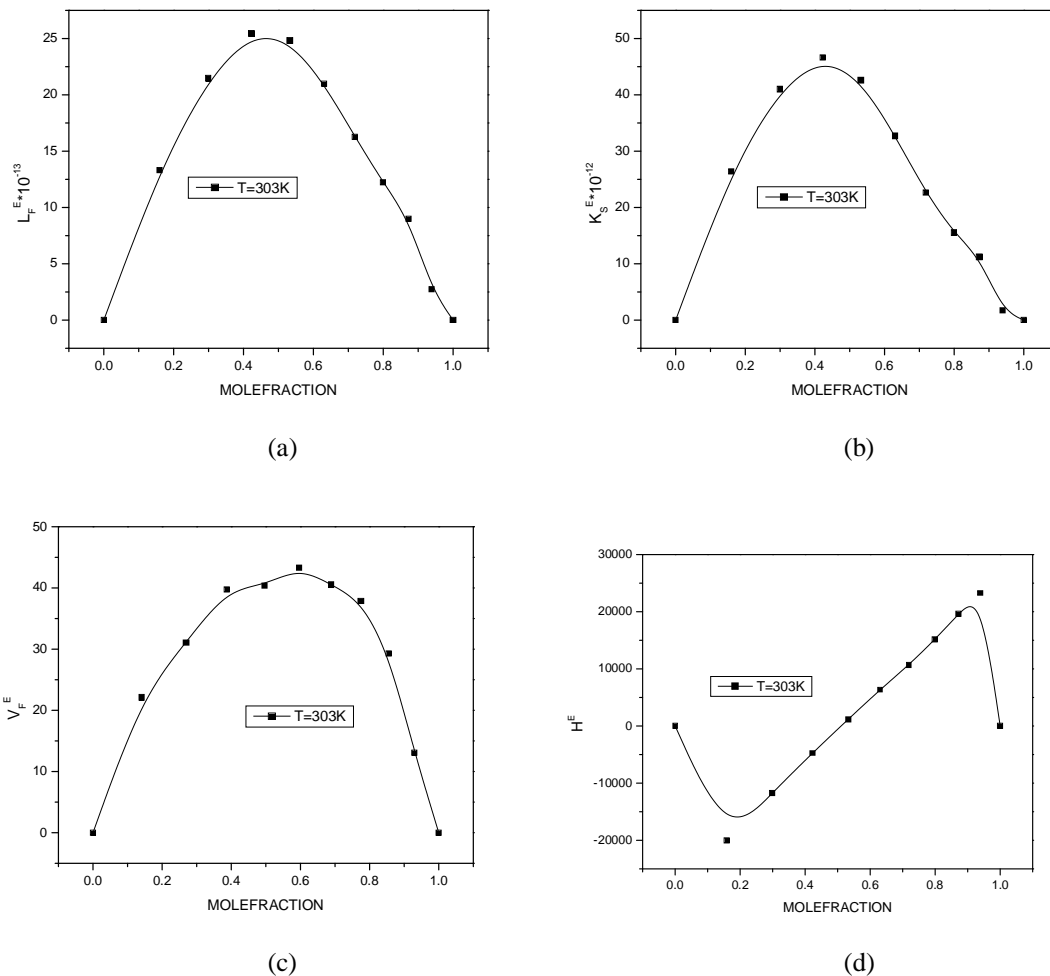 25
20
15
10
5
0
L_F^E*10^-13
T=303K
0.0 0.2 0.4 0.6 0.8 1.0
MOLEFRACTION
(a)
50
40
30
20
10
0
K_S^E*10^-12
T=303K
0.0 0.2 0.4 0.6 0.8 1.0
MOLEFRACTION
(b)
50
40
30
20
10
0
V_F^E
T=303K
0.0 0.2 0.4 0.6 0.8 1.0
MOLEFRACTION
(c)
30000
20000
10000
0
-10000
-20000
H^E
T=303K
0.0 0.2 0.4 0.6 0.8 1.0
MOLEFRACTION
(d)